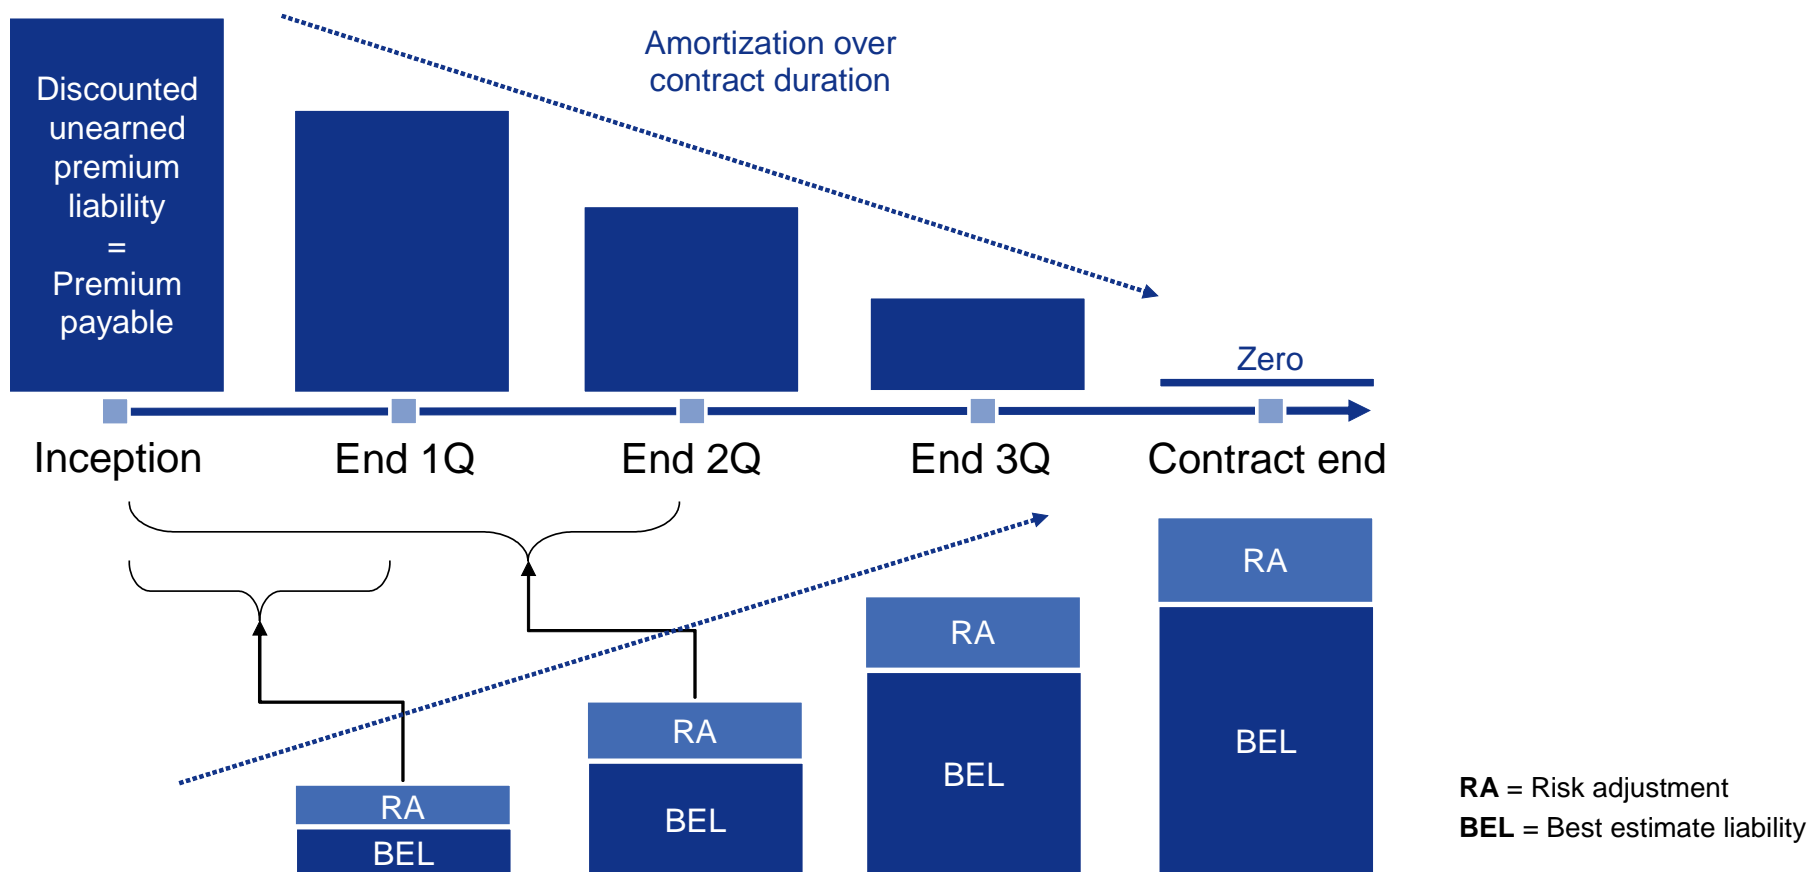 Discounted
unearned
premium
liability
=
Premium
payable
Amortization over
contract duration
Zero
Inception
End 1Q
End 2Q
End 3Q
Contract end
RA
BEL
RA
BEL
RA
BEL
RA
BEL
RA = Risk adjustment
BEL = Best estimate liability